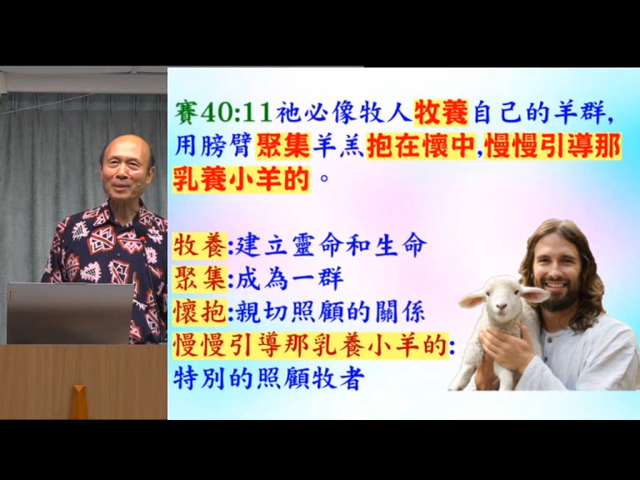 賽40:11祂必像牧人牧養自己的羊群,
用膀臂聚集羊羔抱在懷中,慢慢引導那
乳養小羊的。
牧養:建立靈命和生命
聚集:成為一群
懷抱:親切照顧的關係
慢慢引導那乳養小羊的:
特別的照顧牧者